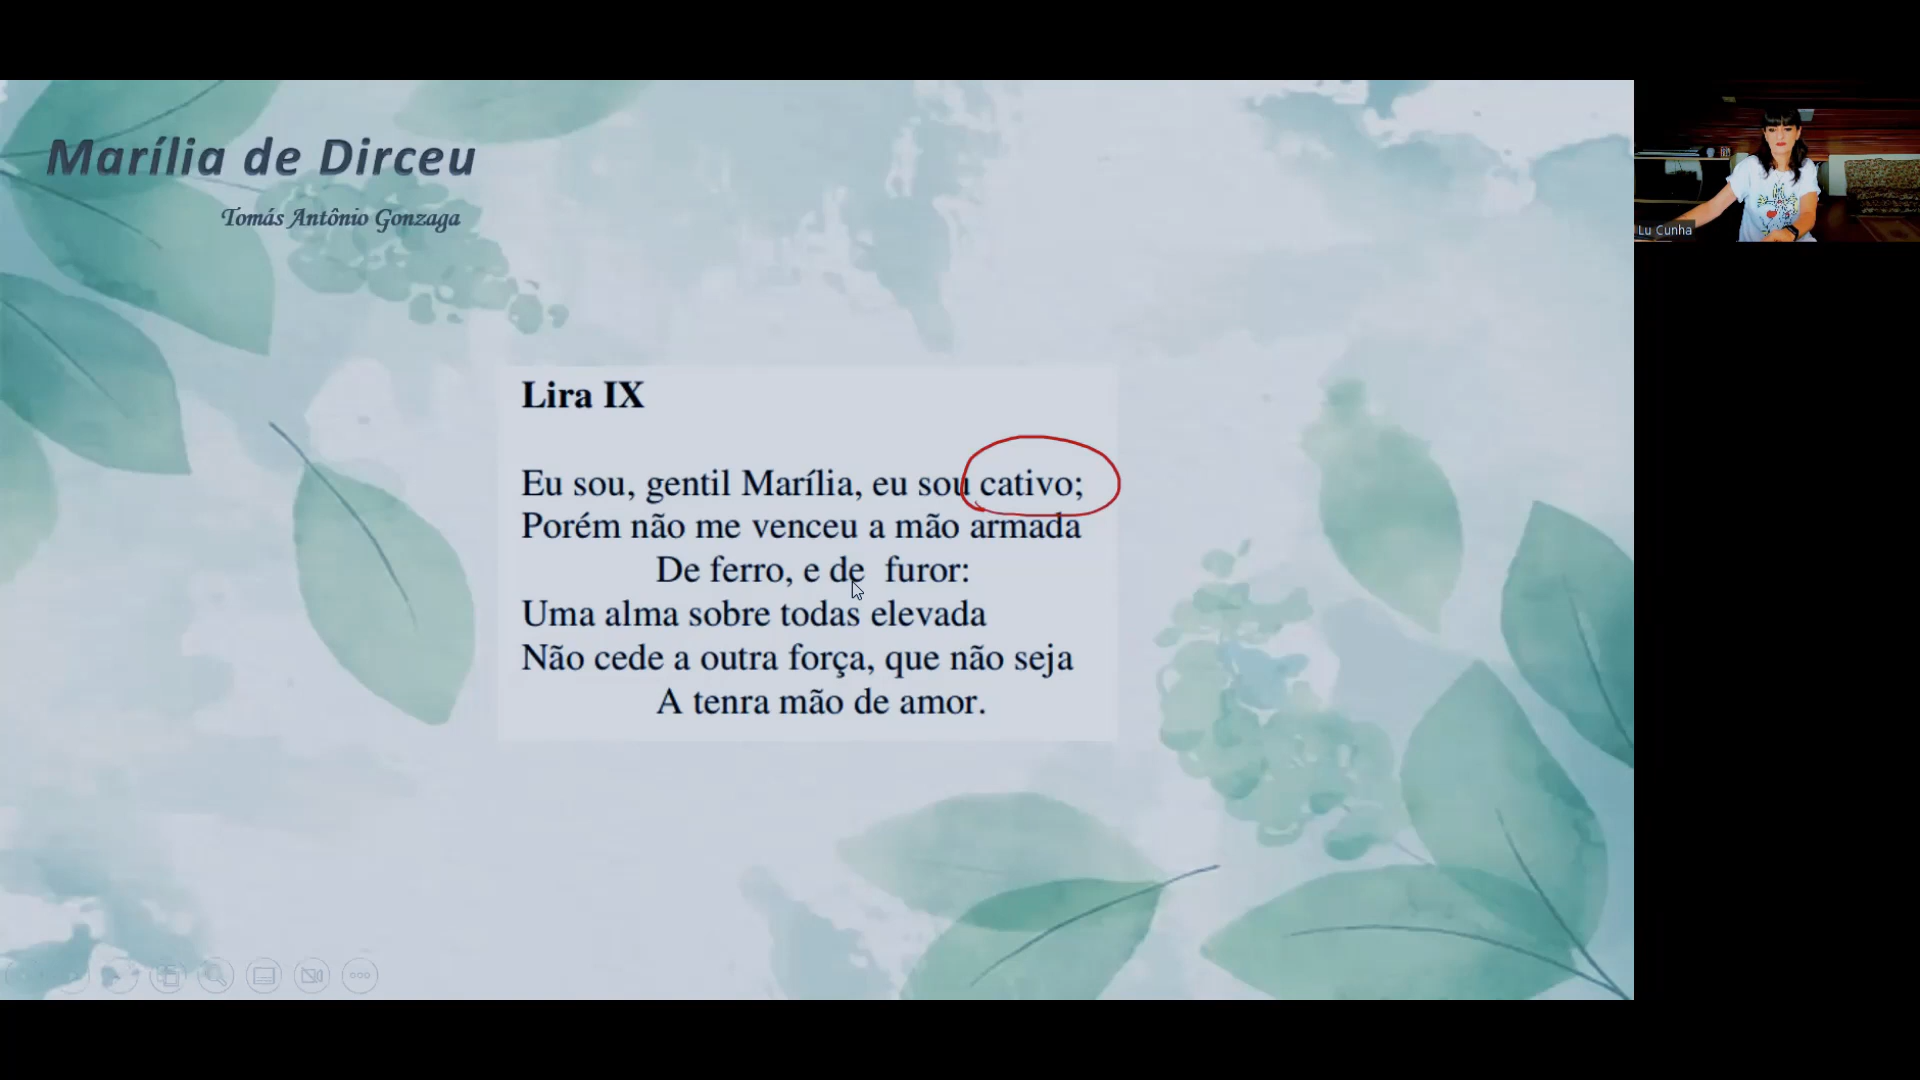 Marília de Dirceu
Tomás Antônio Gonzaga
Lu Cunha
Lira IX
Eu sou, gentil Marília, eu sou cativo;
Porém não me venceu a mão armada
De ferro, e de furor:
Uma alma sobre todas elevada
Não cede a outra força, que não seja
A tenra mão de amor.